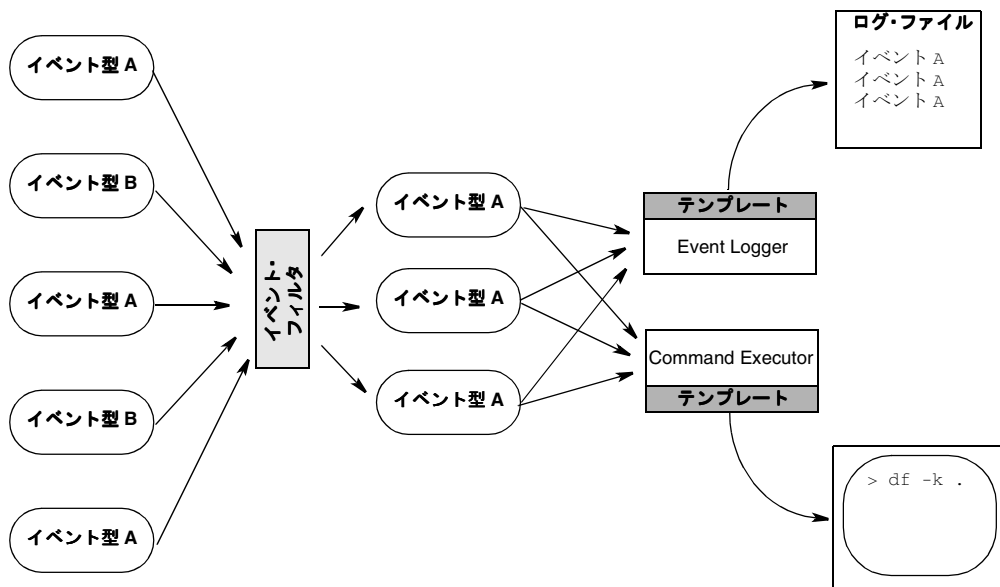 イベント型 A
イベント型 B
イベント型 A
イベント型 B
イベント型 A
イベント・
フィルタ
イベント型 A
イベント型 A
イベント型 A
テンプレート
Event Logger
Command Executor
テンプレート
ログ・ファイル
イベント A
イベント A
イベント A
> df -k .